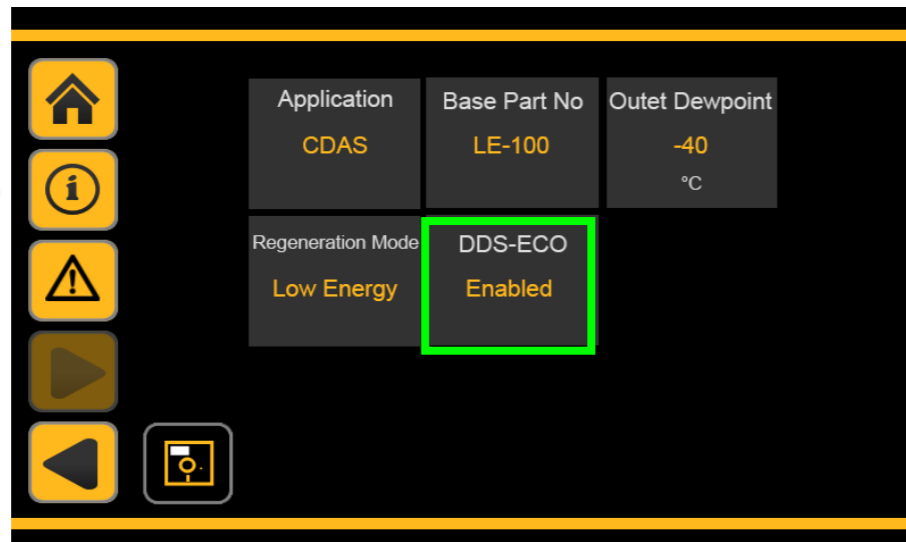 Application
CDAS
Base Part No
LE-100
Outet Dewpoint
-40
°C
Regeneration Mode
Low Energy
DDS-ECO
Enabled